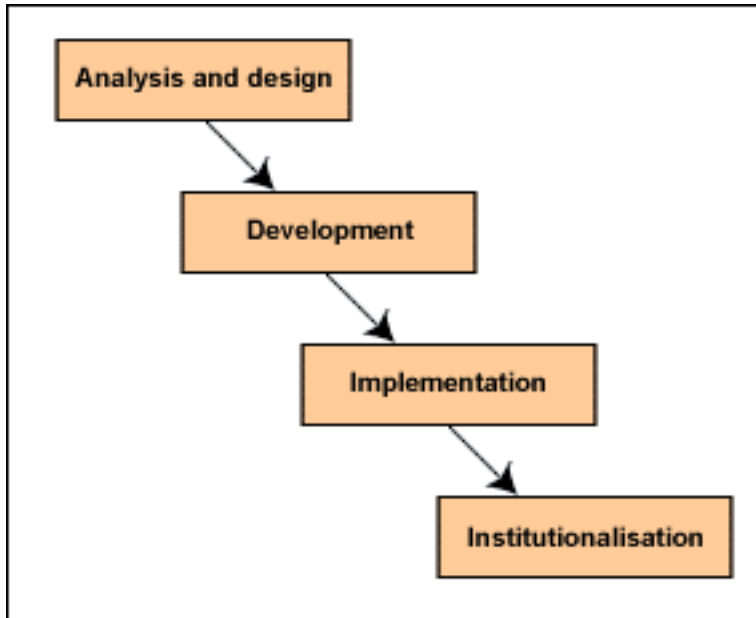 Analysis and design
Development
Implementation
Institutionalisation